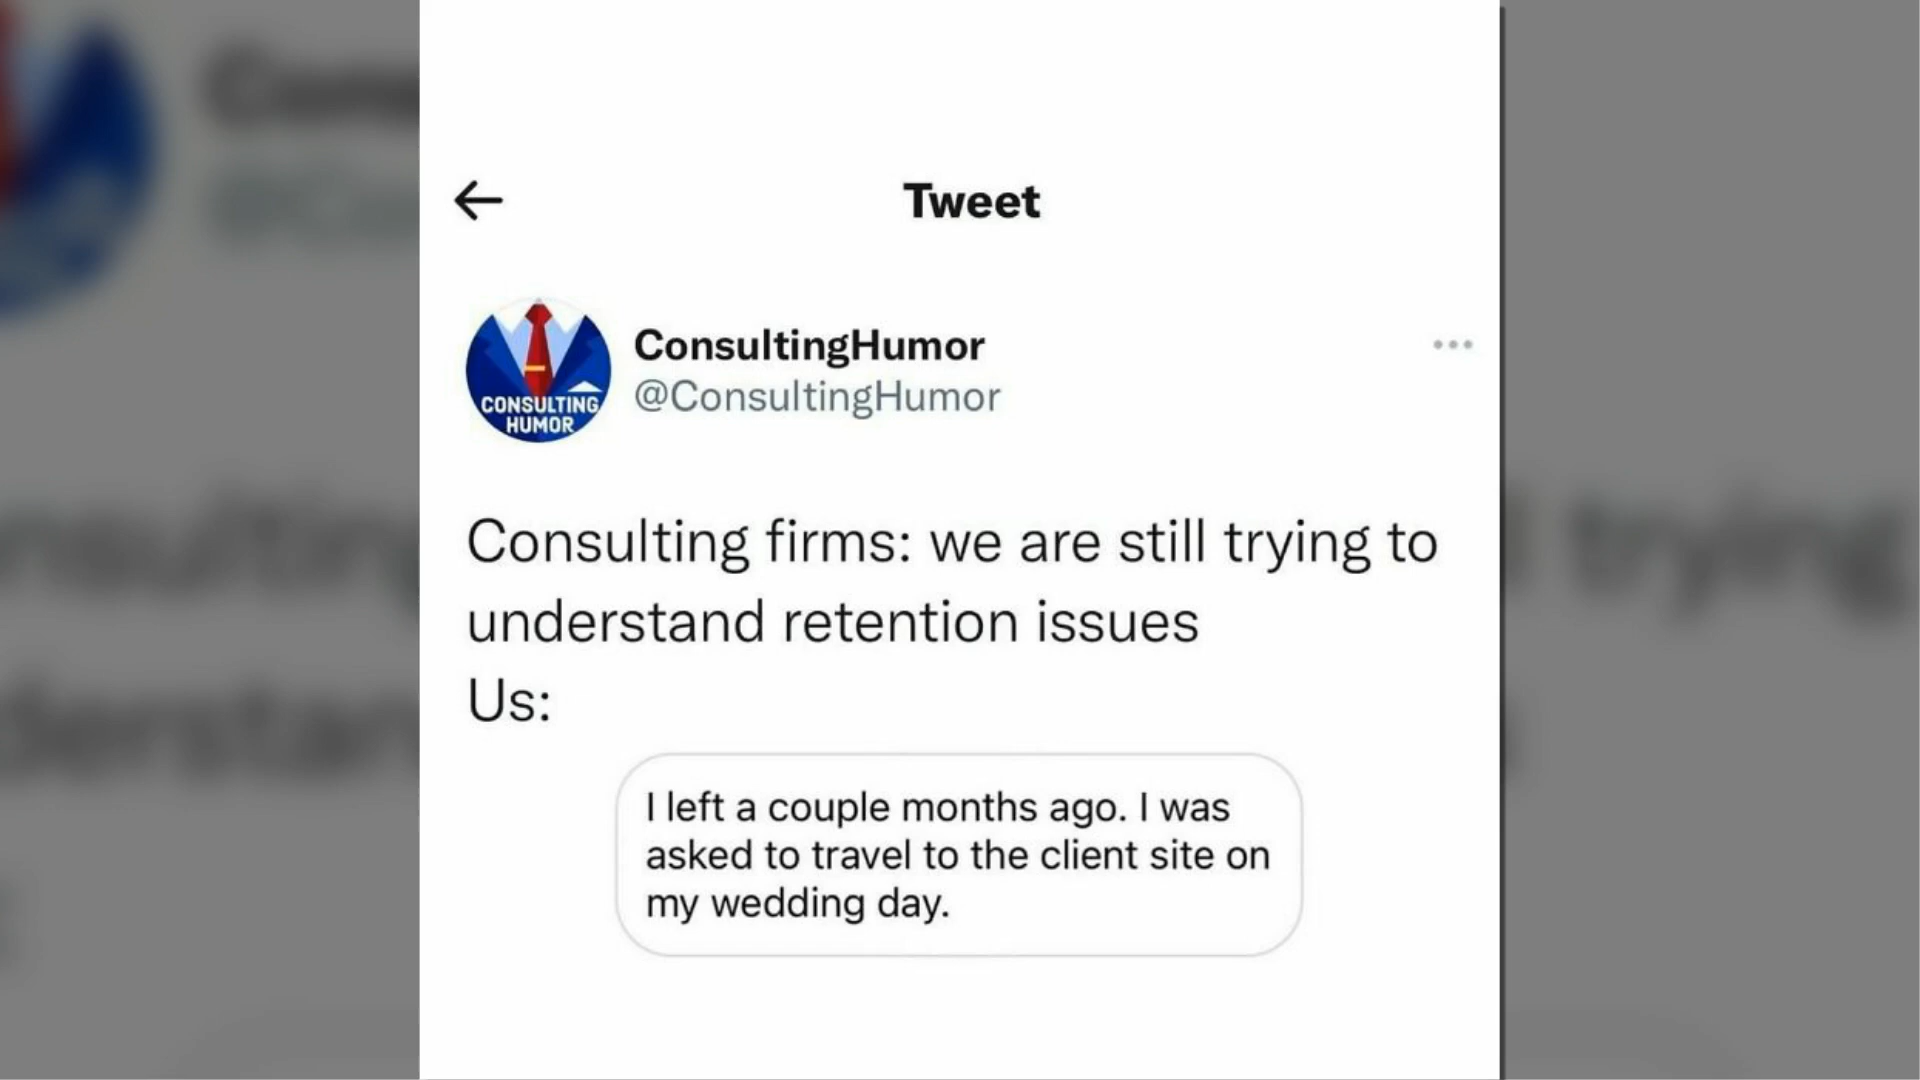 Tweet
ConsultingHumor
@ConsultingHumor
CONSULTING
HUMOR
Consulting firms: we are still trying to
understand retention issues
Us:
I left a couple months ago. I was
asked to travel to the client site on
my wedding day.